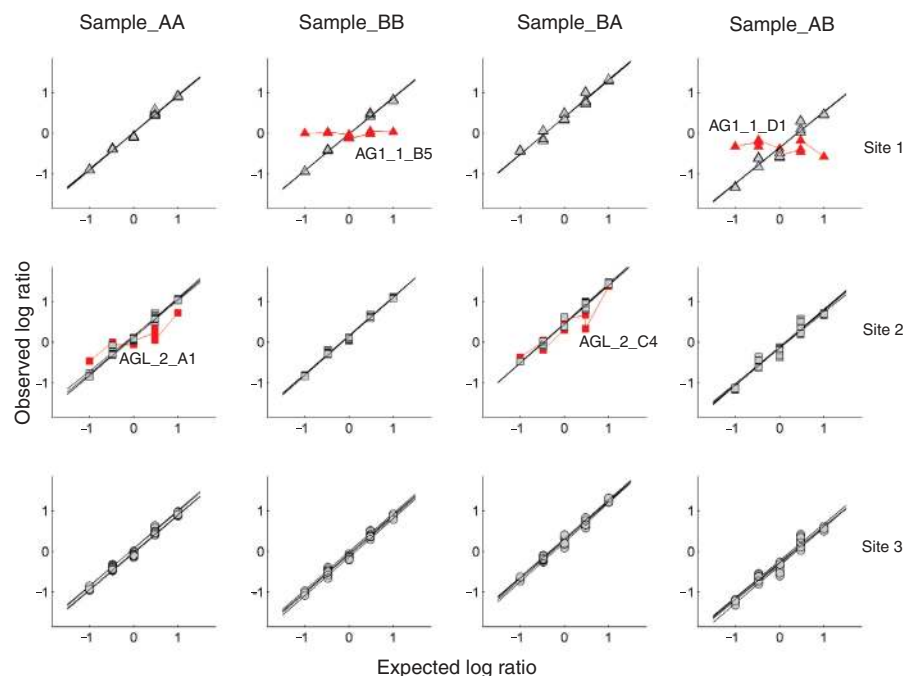 Sample_AA Sample_BB Sample_BA Sample_AB
1 1 1 1
AG1_1_D1
0 0 0 0
AG1_1_B5
Site 1
−1 −1 −1 −1
−1 0 1 −1 0 1 −1 0 1 −1 0 1
Observed log ratio
1 1 1 1
Site 2
0 0 0 0
AGL_2_A1 AGL_2_C4
−1 −1 −1 −1
−1 0 1 −1 0 1 −1 0 1 −1 0 1
1 1 1 1
Site 3
0 0 0 0
−1 −1 −1 −1
−1 0 1 −1 0 1 −1 0 1 −1 0 1
Expected log ratio